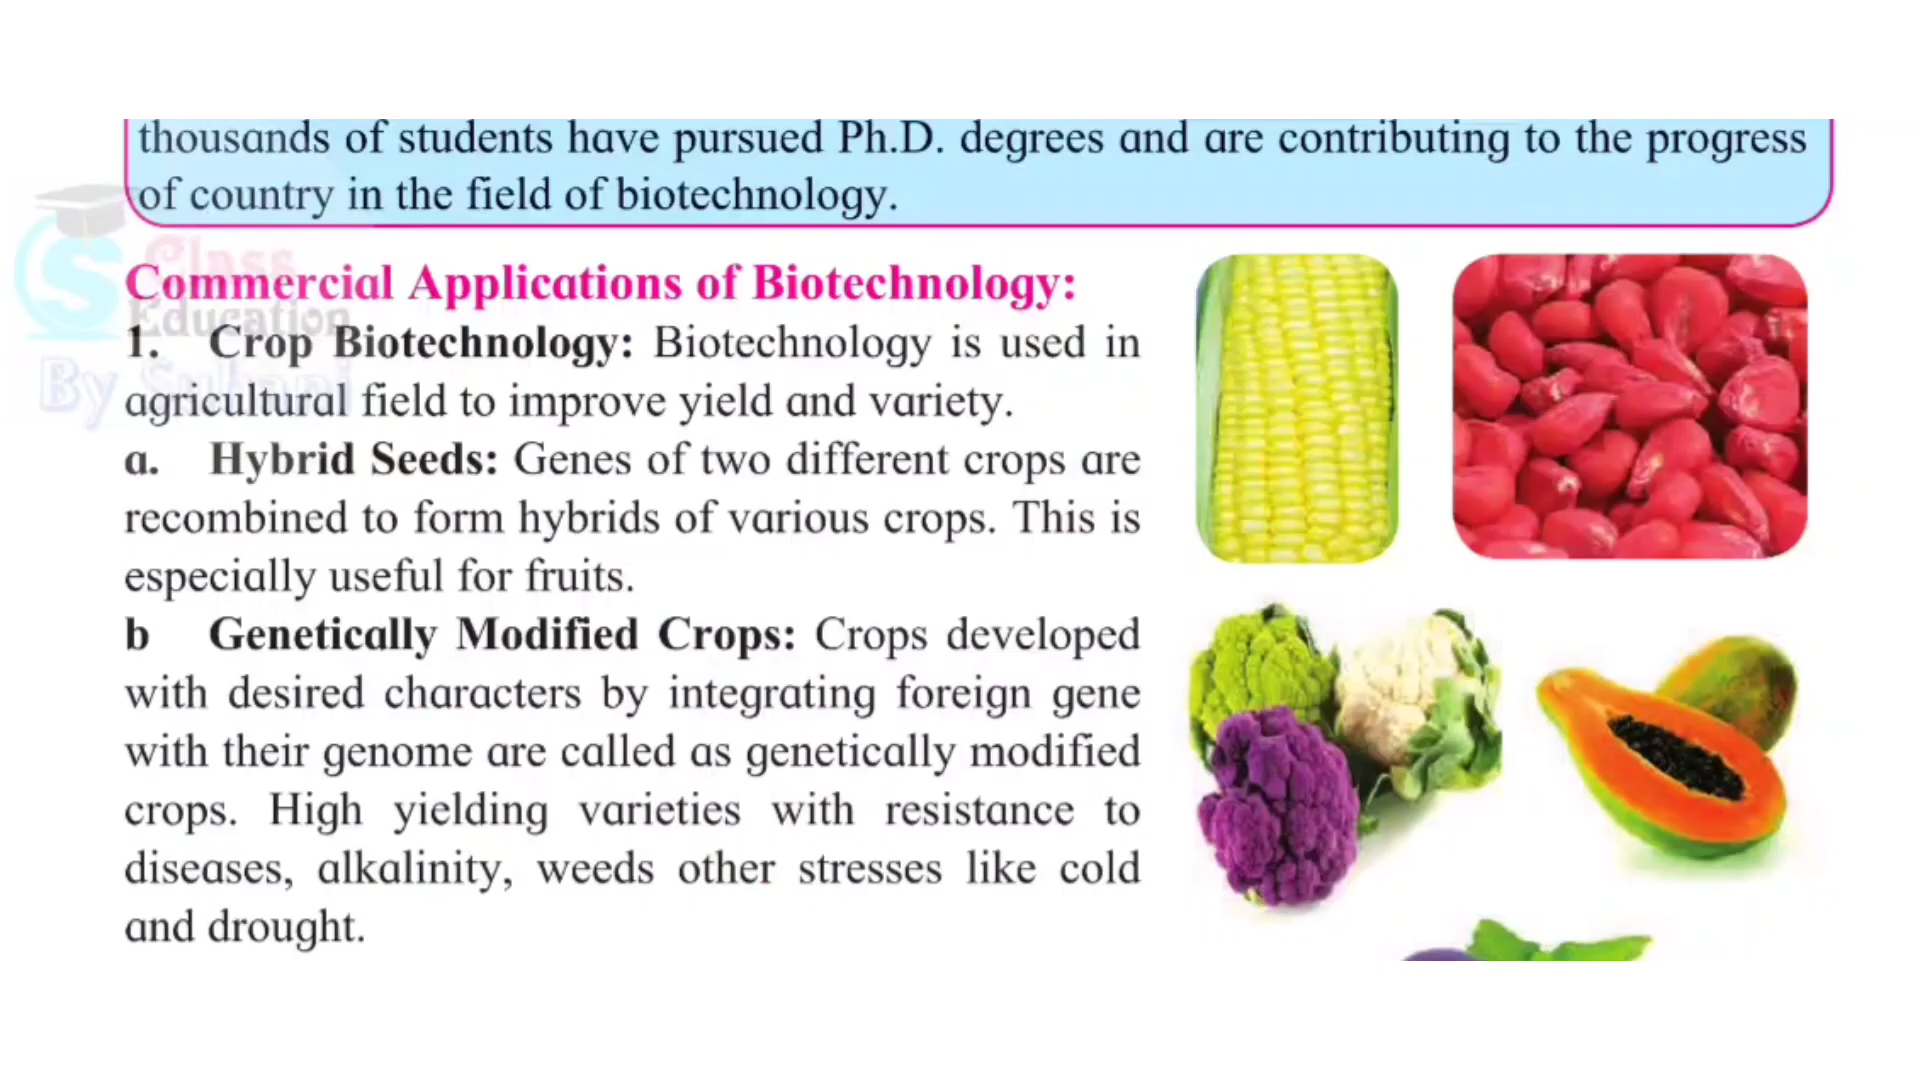 thousands of students have pursued Ph.D. degrees and are contributing to the progress
of country in the field of biotechnology.
Class
Education
By Suhani
Commercial Applications of Biotechnology:
1. Crop Biotechnology: Biotechnology is used in
agricultural field to improve yield and variety.
a. Hybrid Seeds: Genes of two different crops are
recombined to form hybrids of various crops. This is
especially useful for fruits.
b Genetically Modified Crops: Crops developed
with desired characters by integrating foreign gene
with their genome are called as genetically modified
crops. High yielding varieties with resistance to
diseases, alkalinity, weeds other stresses like cold
and drought.